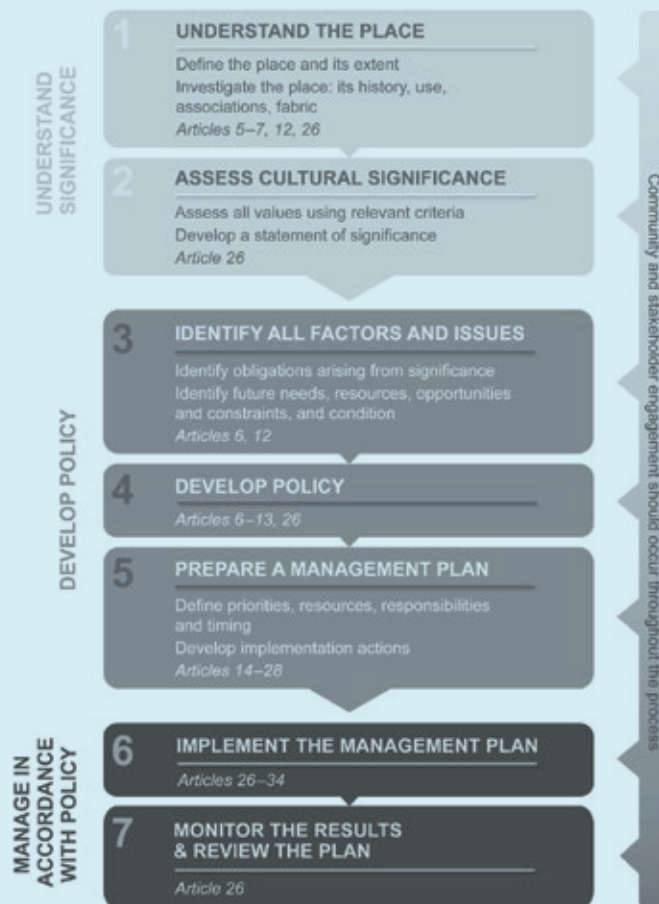 UNDERSTAND
SIGNIFICANCE
1
UNDERSTAND THE PLACE
Define the place and its extent
Investigate the place: its history, use,
associations, fabric
Articles 5–7, 12, 26
2
ASSESS CULTURAL SIGNIFICANCE
Assess all values using relevant criteria
Develop a statement of significance
Article 26
DEVELOP POLICY
3
IDENTIFY ALL FACTORS AND ISSUES
Identify obligations arising from significance
Identify future needs, resources, opportunities
and constraints, and condition
Articles 6, 12
4
DEVELOP POLICY
Articles 6–13, 26
5
PREPARE A MANAGEMENT PLAN
Define priorities, resources, responsibilities
and timing
Develop implementation actions
Articles 14–28
MANAGE IN
ACCORDANCE
WITH POLICY
6
IMPLEMENT THE MANAGEMENT PLAN
Articles 26–34
7
MONITOR THE RESULTS
& REVIEW THE PLAN
Article 26
Community and stakeholder engagement should occur throughout the process